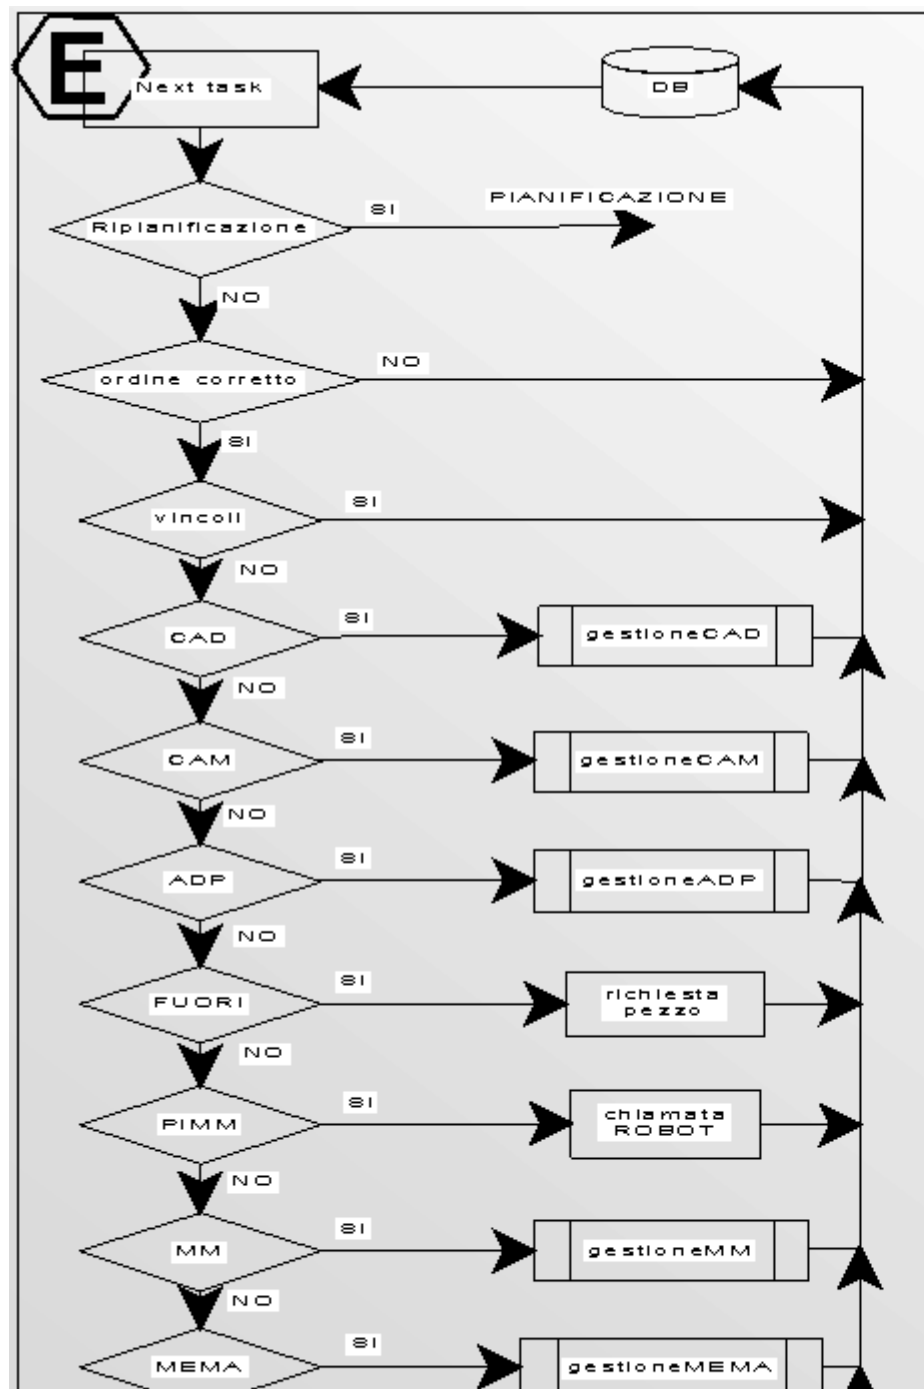 E
Next task
DB
Ripianificazione
SI
PIANIFICAZIONE
NO
ordine corretto
NO
SI
vincoli
SI
NO
CAD
SI
gestioneCAD
NO
CAM
SI
gestioneCAM
NO
ADP
SI
gestioneADP
NO
FUORI
SI
richiesta
pezzo
NO
PIMM
SI
chiamata
ROBOT
NO
MM
SI
gestioneMM
NO
MEMA
SI
gestioneMEMA